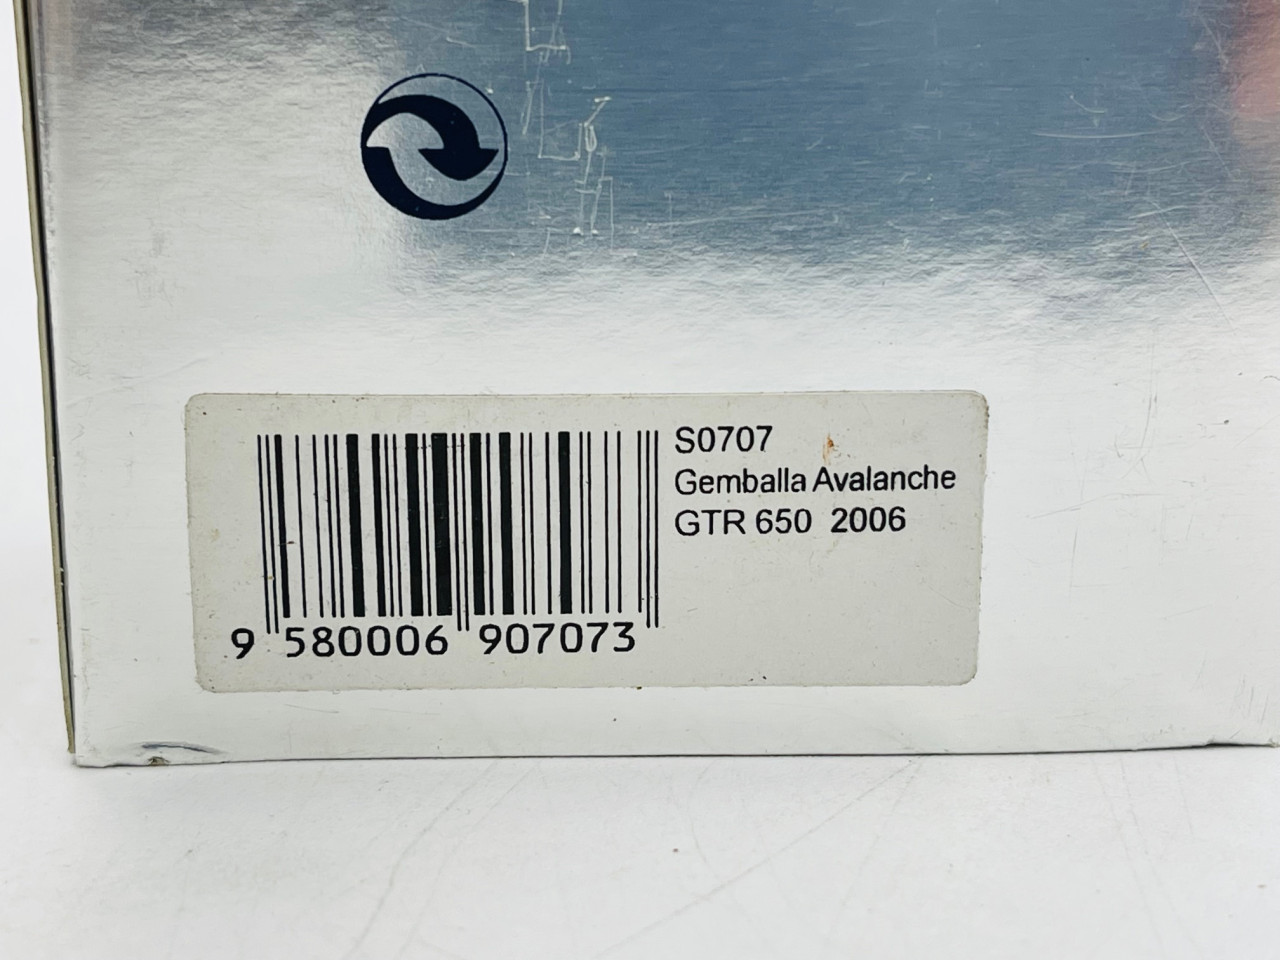 S0707
Gemballa Avalanche
GTR 650 2006
9 580006 907073